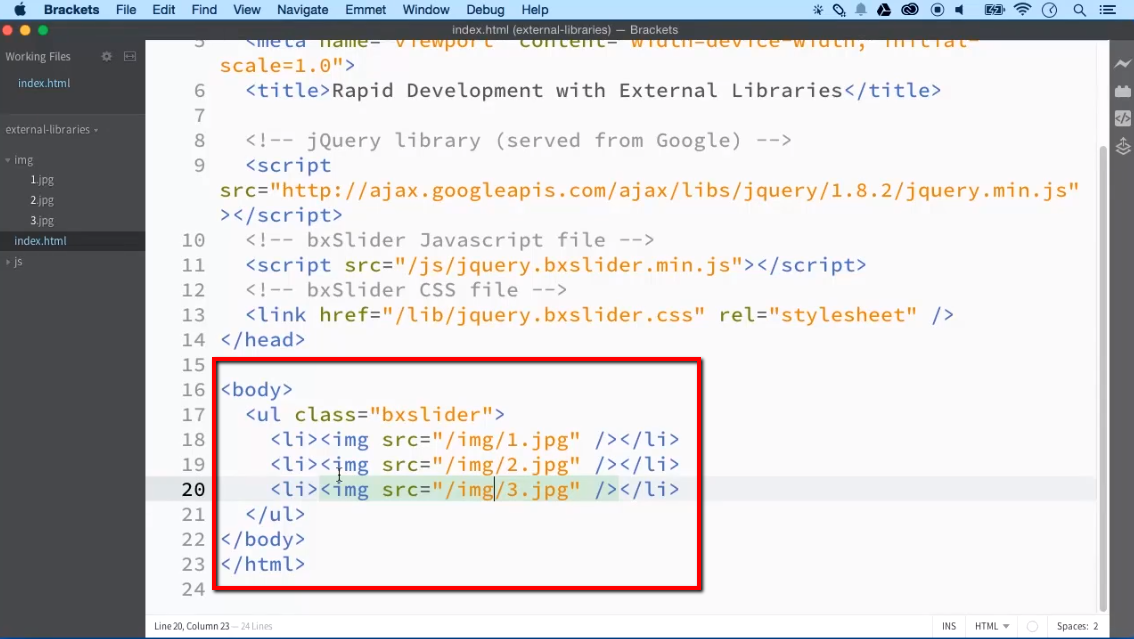 Brackets File Edit Find View Navigate Emmet Window Debug Help
index.html (external-libraries) — Brackets
Working Files
index.html
external-libraries
img
1.jpg
2.jpg
3.jpg
index.html
js
5 <meta name="viewport" content="width=device-width, initial-
scale=1.0">
6 <title>Rapid Development with External Libraries</title>
7
8 <!-- jQuery library (served from Google) -->
9 <script
src="http://ajax.googleapis.com/ajax/libs/jquery/1.8.2/jquery.min.js"
></script>
10 <!-- bxSlider Javascript file -->
11 <script src="/js/jquery.bxslider.min.js"></script>
12 <!-- bxSlider CSS file -->
13 <link href="/lib/jquery.bxslider.css" rel="stylesheet" />
14 </head>
15
16 <body>
17 <ul class="bxslider">
18 <li><img src="/img/1.jpg" /></li>
19 <li><img src="/img/2.jpg" /></li>
20 <li><img src="/img/3.jpg" /></li>
21 </ul>
22 </body>
23 </html>
24
Line 20, Column 23 — 24 Lines
INS HTML Spaces: 2